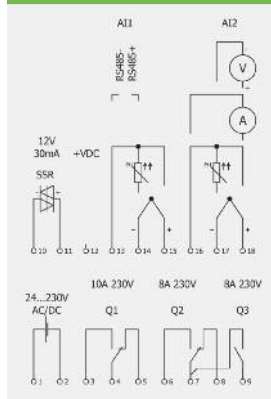 AI1 AI2
RS485-
RS485+
V
A
12V
30mA +VDC
SSR
- + - +
10 11 12 13 14 15 16 17 18
10A 230V 8A 230V 8A 230V
24...230V
AC/DC Q1 Q2 Q3
1 2 3 4 5 6 7 8 9